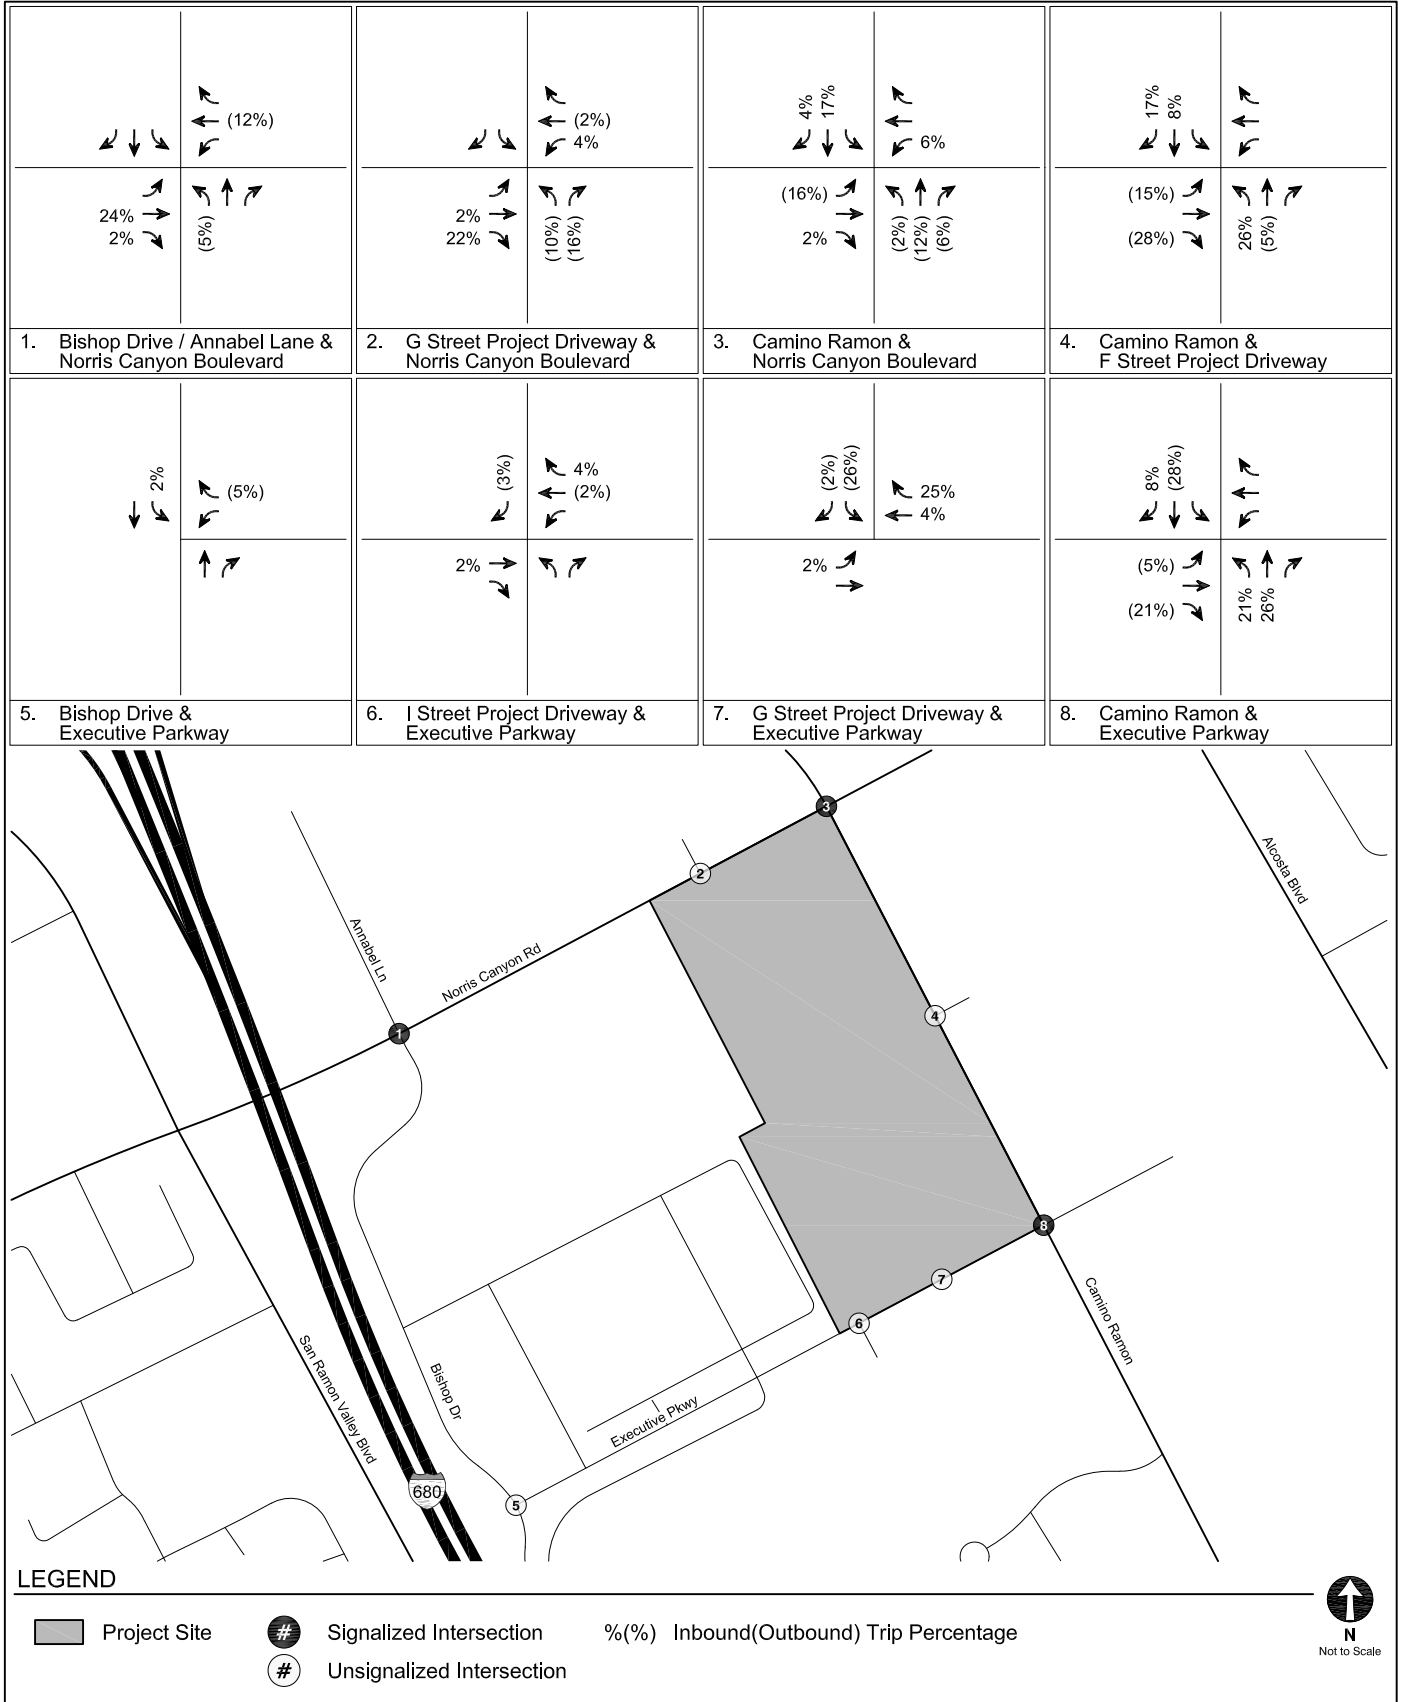 (12%)
24%
2%
(5%)
1. Bishop Drive / Annabel Lane &
Norris Canyon Boulevard
(2%)
4%
2%
22%
(10%)
(16%)
2. G Street Project Driveway &
Norris Canyon Boulevard
4%
17%
6%
(16%)
2%
(2%)
(12%)
(6%)
3. Camino Ramon &
Norris Canyon Boulevard
17%
8%
(15%)
(28%)
26%
(5%)
4. Camino Ramon &
F Street Project Driveway
2%
(5%)
5. Bishop Drive &
Executive Parkway
(3%)
4%
(2%)
2%
6. I Street Project Driveway &
Executive Parkway
(2%)
(26%)
25%
4%
2%
7. G Street Project Driveway &
Executive Parkway
8%
(28%)
(5%)
(21%)
21%
26%
8. Camino Ramon &
Executive Parkway
3
2
Alcosta Blvd
Annabel Ln
Norris Canyon Rd
4
1
8
7
6
Camino Ramon
San Ramon Valley Blvd
Bishop Dr
Executive Pkwy
680
5
LEGEND
Project Site
# Signalized Intersection
%(%) Inbound(Outbound) Trip Percentage
# Unsignalized Intersection
N
Not to Scale